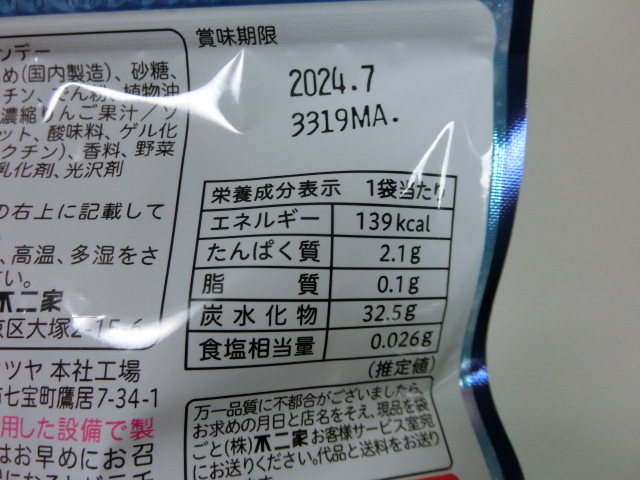 賞味期限
2024.7
3319MA.
ンデー
め(国内製造)、砂糖、
チン、でん粉、植物油
濃縮りんご果汁/ソ
ット、酸味料、ゲル化
クチン)、香料、野菜
乳化剤、光沢剤
の右上に記載して
、高温、多湿をさ
い。
不二家
京区大塚2-15-6
ツヤ 本社工場
市七宝町鷹居7-34-1
用した設備で製
はお早めにお召
栄養成分表示 1袋当たり
エネルギー 139kcal
たんぱく質 2.1g
脂質 0.1g
炭水化物 32.5g
食塩相当量 0.026g
(推定値)
万一品質に不都合がございましたら、
お求めの月日と店名をそえ、現品を袋
ごと(株)不二家お客様サービス室宛
にお送りください。代品と送料をお送り